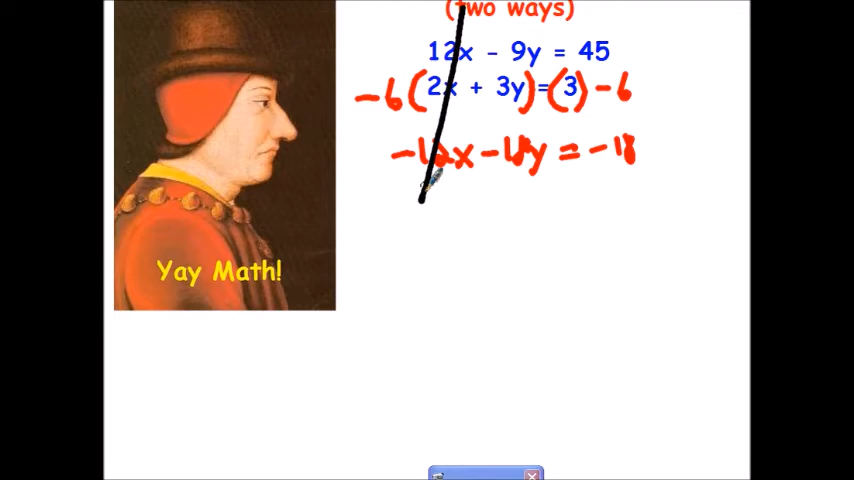 (two ways)
12x - 9y = 45
-6(2x + 3y) = (3) -6
-12x - 18y = -18
Yay Math!